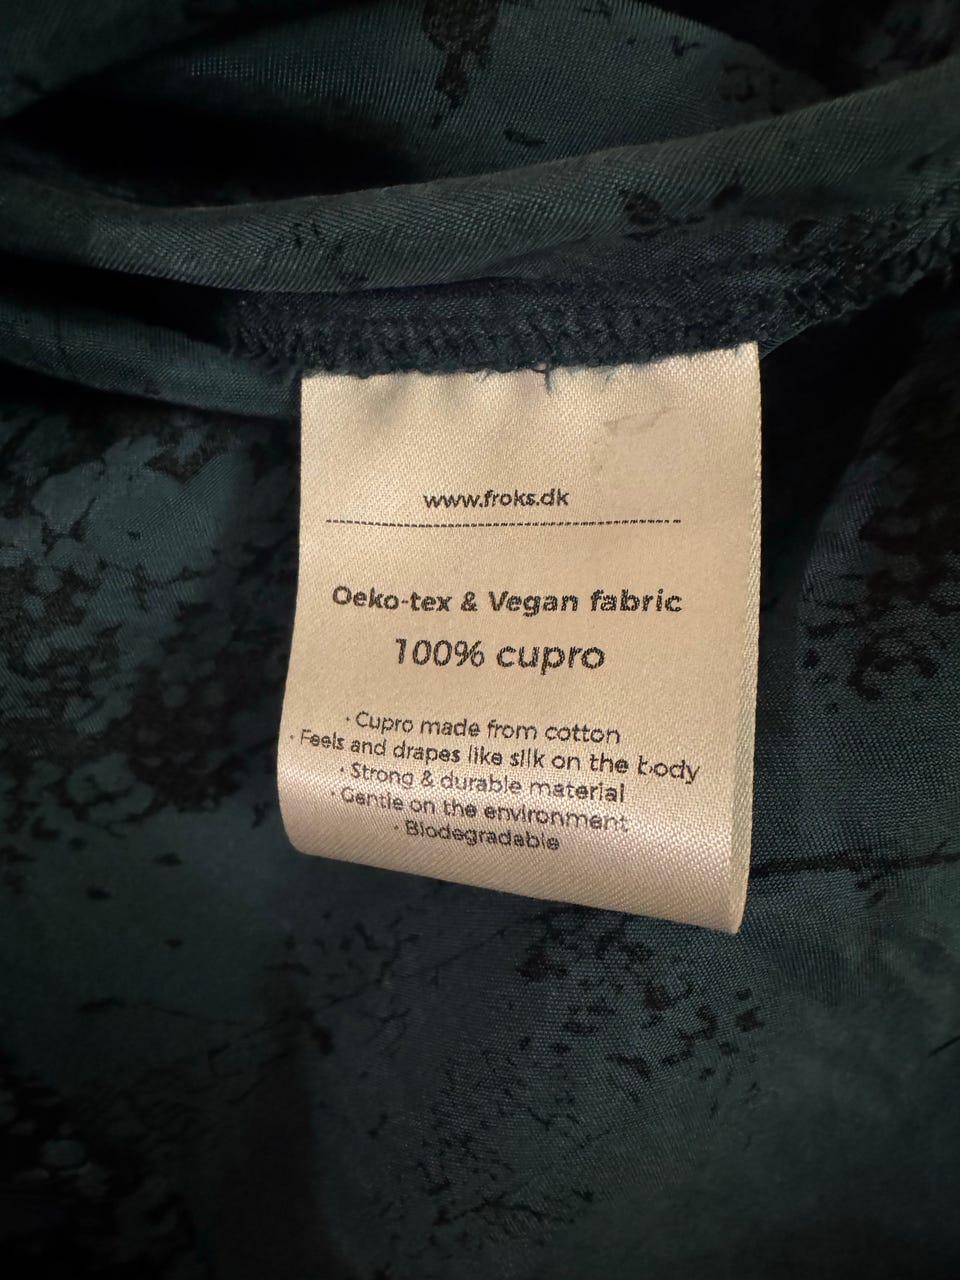 www.froks.dk
Oeko-tex & Vegan fabric
100% cupro
· Cupro made from cotton
· Feels and drapes like silk on the body
· Strong & durable material
· Gentle on the environment
· Biodegradable